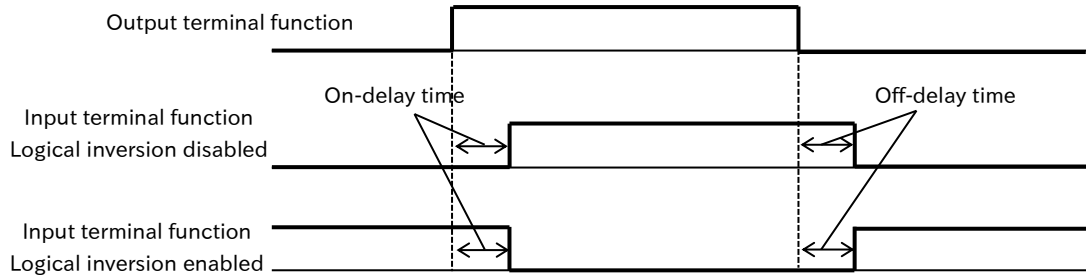 Output terminal function
On-delay time
Off-delay time
Input terminal function
Logical inversion disabled
Input terminal function
Logical inversion enabled